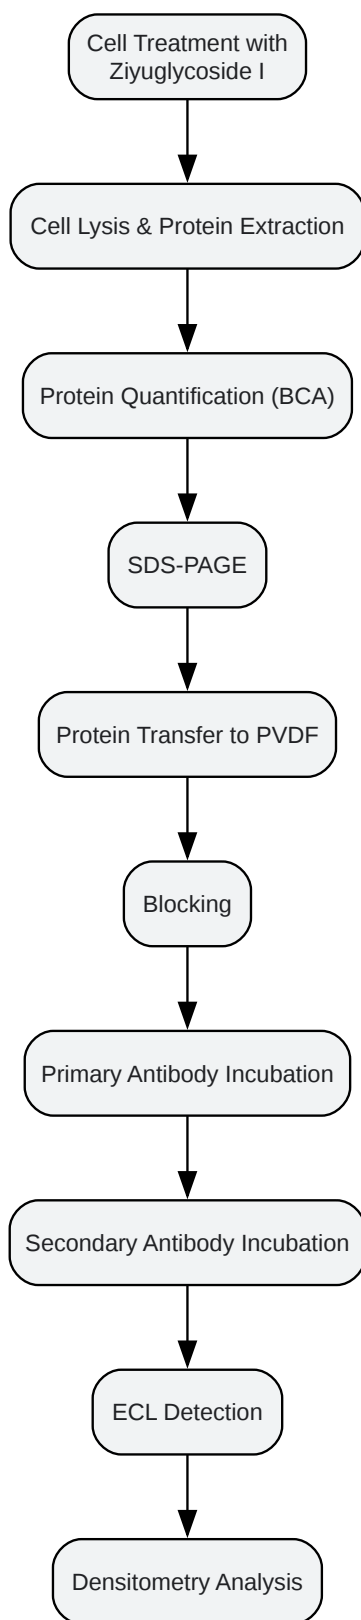 Cell Treatment with
Ziyuglycoside I
Cell Lysis & Protein Extraction
Protein Quantification (BCA)
SDS-PAGE
Protein Transfer to PVDF
Blocking
Primary Antibody Incubation
Secondary Antibody Incubation
ECL Detection
Densitometry Analysis